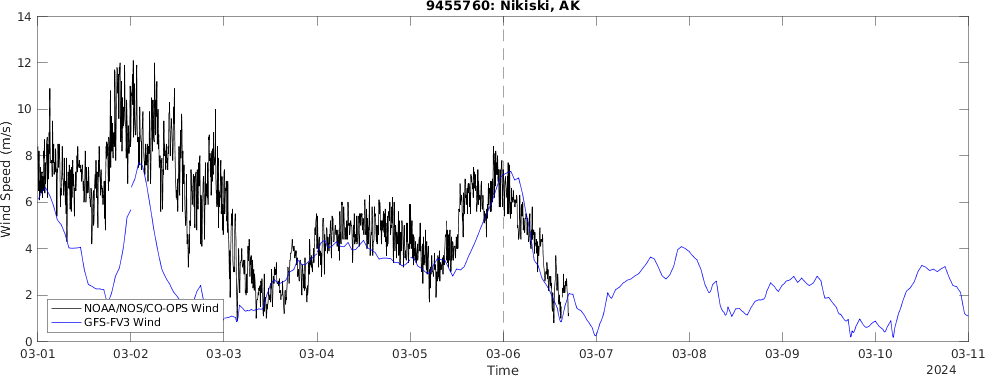 9455760: Nikiski, AK
14
12
10
8
6
4
2
0
Wind Speed (m/s)
NOAA/NOS/CO-OPS Wind
GFS-FV3 Wind
03-01 03-02 03-03 03-04 03-05 03-06 03-07 03-08 03-09 03-10 03-11
Time
2024